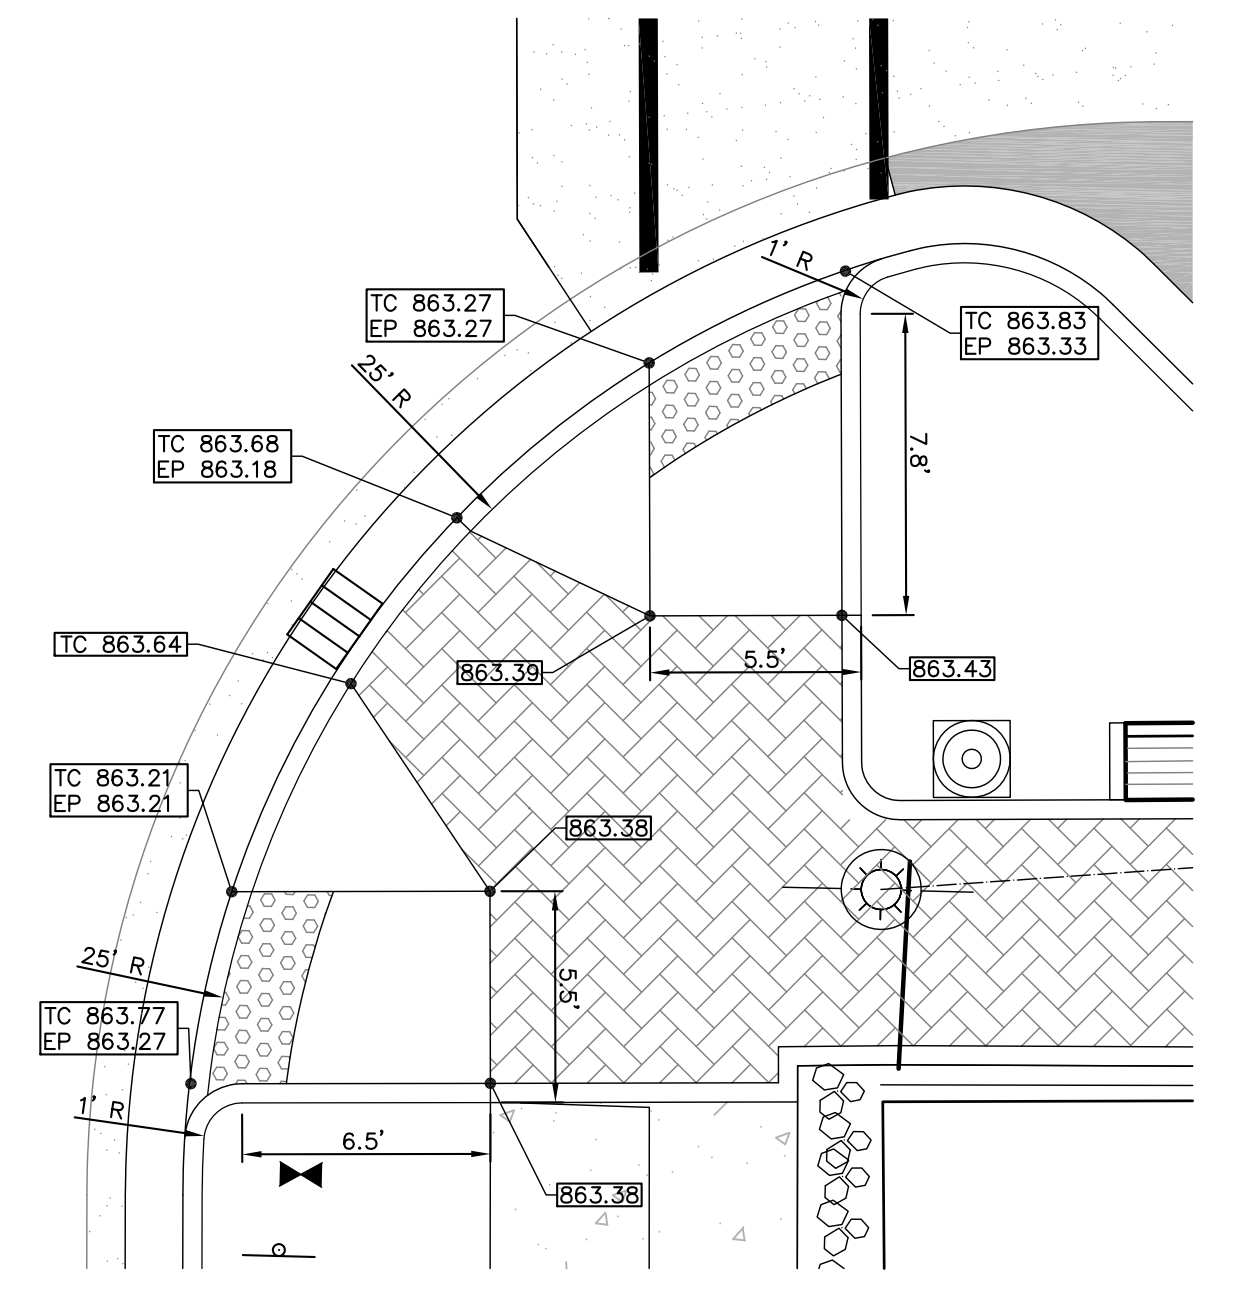 1' R
TC 863.27
EP 863.27
TC 863.83
EP 863.33
25' R
TC 863.68
EP 863.18
7.8'
TC 863.64
863.39
5.5'
863.43
TC 863.21
EP 863.21
863.38
25' R
5.5'
TC 863.77
EP 863.27
1' R
6.5'
863.38